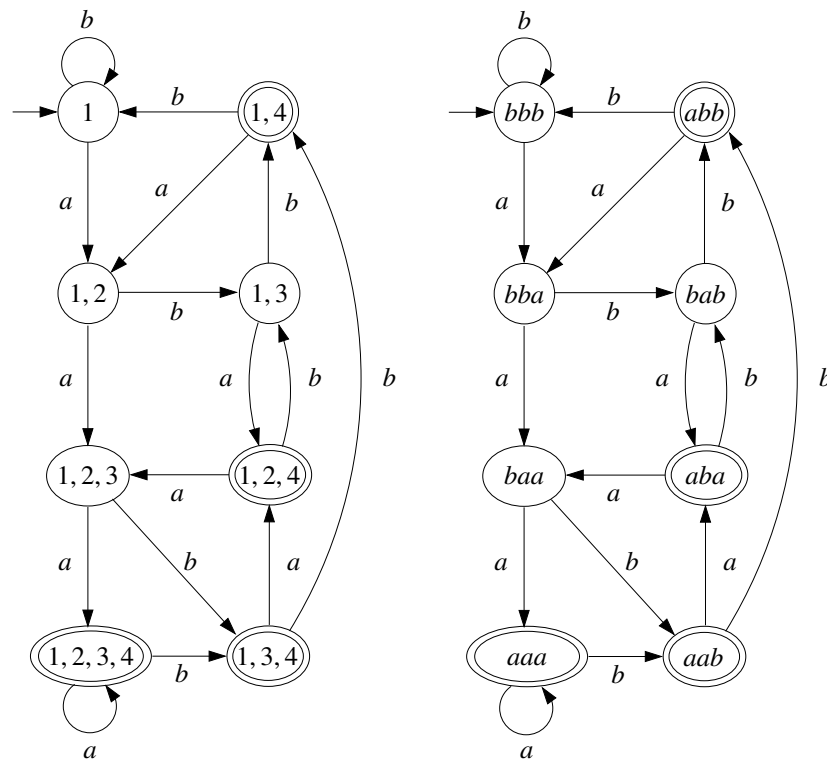 b b
1 b 1, 4 bbb b abb
a a b a a b
1, 2 b 1, 3 bba b bab
a a b b a a b b
1, 2, 3 a 1, 2, 4 baa a aba
a b a a b a
1, 2, 3, 4 b 1, 3, 4 aaa b aab
a a